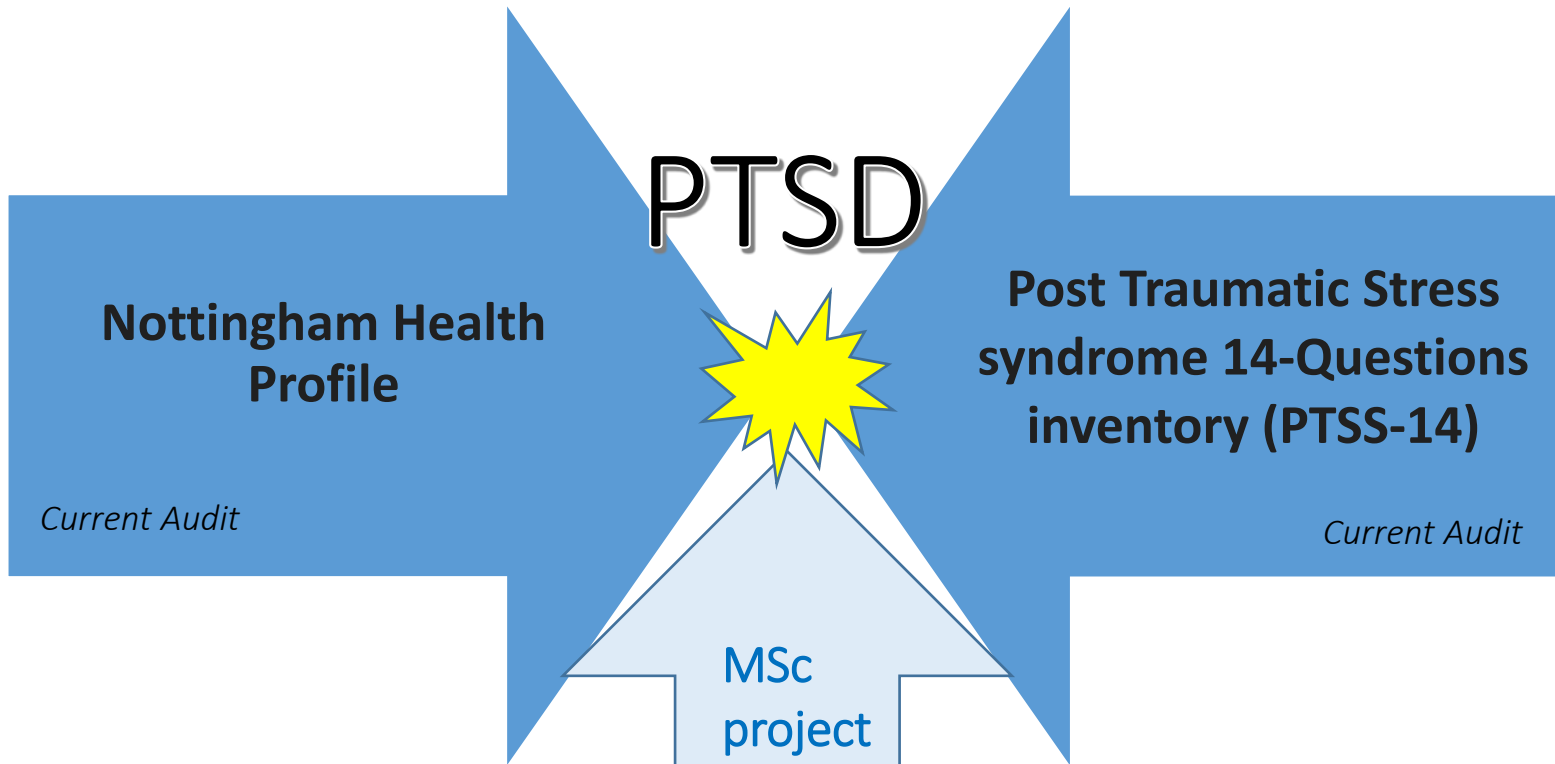 PTSD
Nottingham Health
Profile
Current Audit
Post Traumatic Stress
syndrome 14-Questions
inventory (PTSS-14)
Current Audit
MSc
project